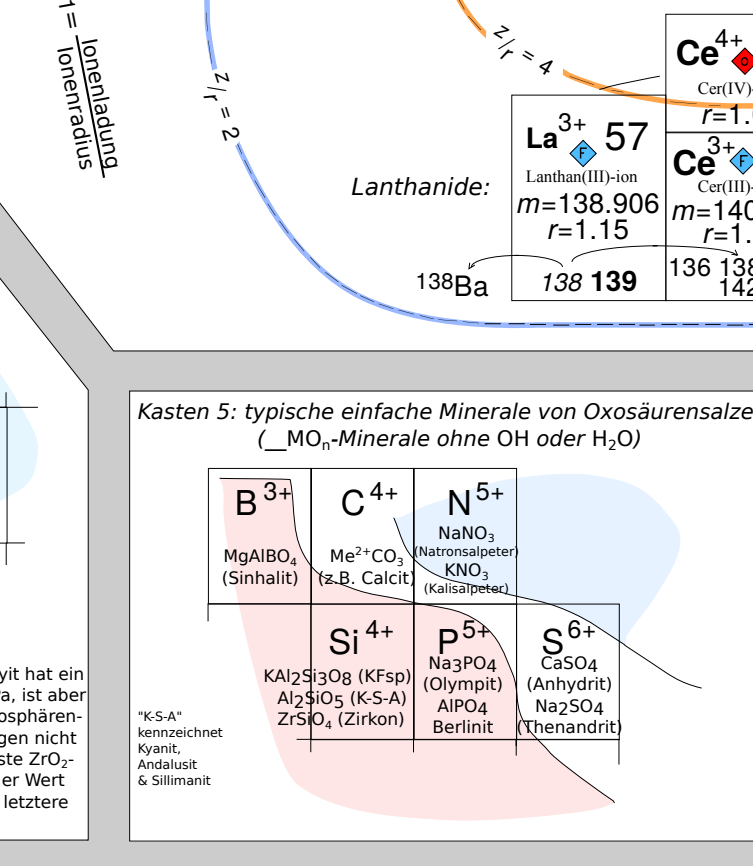 1= Ionenladung
Ionenradius
z/r = 2
z/r = 4
Ce4+
O
Cer(IV)-
Lanthanide:
La3+ 57
F
Lanthan(III)-ion
m=138.906
r=1.15
138 139
138Ba
Ce3+
F
Cer(III)-
m=140
r=1.
136 138
142
Kasten 5: typische einfache Minerale von Oxosäurensalze
(__MOn-Minerale ohne OH oder H2O)
B3+
MgAlBO4
(Sinhalit)
C4+
Me2+CO3
(z.B. Calcit)
N5+
NaNO3
(Natronsalpeter)
KNO3
(Kalisalpeter)
Si4+
KAl2Si3O8 (KFsp)
Al2SiO5 (K-S-A)
ZrSiO4 (Zirkon)
P5+
Na3PO4
(Olympit)
AlPO4
Berlinit
S6+
CaSO4
(Anhydrit)
Na2SO4
(Thenandrit)
"K-S-A"
kennzeichnet
Kyanit,
Andalusit
& Sillimanit
yit hat ein
Pa, ist aber
osphären-
gen nicht
ste ZrO2-
er Wert
letztere